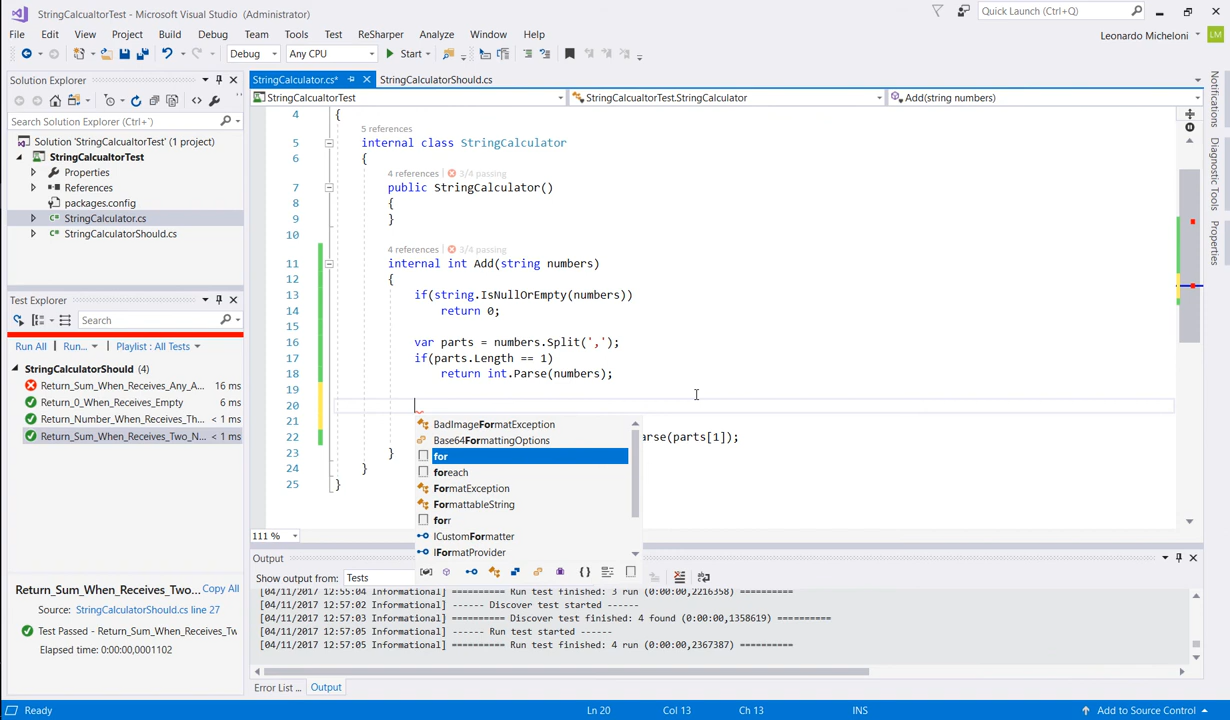 StringCalcualtorTest - Microsoft Visual Studio (Administrator)
Quick Launch (Ctrl+Q)
File Edit View Project Build Debug Team Tools Test ReSharper Analyze Window Help
Leonardo Micheloni LM
Debug Any CPU Start
Solution Explorer
Search Solution Explorer (Ctrl+´)
Solution 'StringCalcualtorTest' (1 project)
StringCalcualtorTest
Properties
References
packages.config
StringCalculator.cs
StringCalculatorShould.cs
Test Explorer
Search
Run All | Run... | Playlist : All Tests
StringCalculatorShould (4)
Return_Sum_When_Receives_Any_A... 16 ms
Return_0_When_Receives_Empty 6 ms
Return_Number_When_Receives_Th... < 1 ms
Return_Sum_When_Receives_Two_N... < 1 ms
Return_Sum_When_Receives_Two... Copy All
Source: StringCalculatorShould.cs line 27
Test Passed - Return_Sum_When_Receives_Tw
Elapsed time: 0:00:00,0001102
StringCalculator.cs* StringCalculatorShould.cs
StringCalcualtorTest StringCalcualtorTest.StringCalculator Add(string numbers)
4 {
5 references
5 internal class StringCalculator
6 {
4 references | 3/4 passing
7 public StringCalculator()
8 {
9 }
10
4 references | 3/4 passing
11 internal int Add(string numbers)
12 {
13 if(string.IsNullOrEmpty(numbers))
14 return 0;
15
16 var parts = numbers.Split(',');
17 if(parts.Length == 1)
18 return int.Parse(numbers);
19
20
21
22 arse(parts[1]);
23 }
24 }
25 }
BadImageFormatException
Base64FormattingOptions
for
foreach
FormatException
FormattableString
forr
ICustomFormatter
IFormatProvider
111 %
Output
Show output from: Tests
[04/11/2017 12:55:04 Informational] ========== Run test finished: 3 run (0:00:00,2216358) ==========
[04/11/2017 12:57:02 Informational] ------ Discover test started ------
[04/11/2017 12:57:03 Informational] ========== Discover test finished: 4 found (0:00:00,1358619) ==========
[04/11/2017 12:57:05 Informational] ------ Run test started ------
[04/11/2017 12:57:05 Informational] ========== Run test finished: 4 run (0:00:00,2367387) ==========
Error List ... Output
Notifications
Diagnostic Tools
Properties
Ready Ln 20 Col 13 Ch 13 INS Add to Source Control